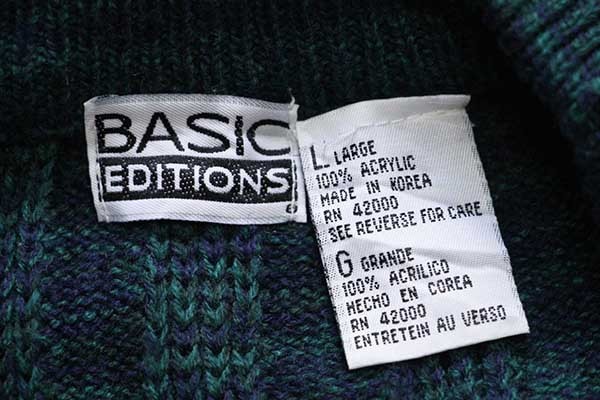 BASIC
EDITIONS
L LARGE
100% ACRYLIC
MADE IN KOREA
RN 42000
SEE REVERSE FOR CARE
G GRANDE
100% ACRILICO
HECHO EN COREA
RN 42000
ENTRETEIN AU VERSO